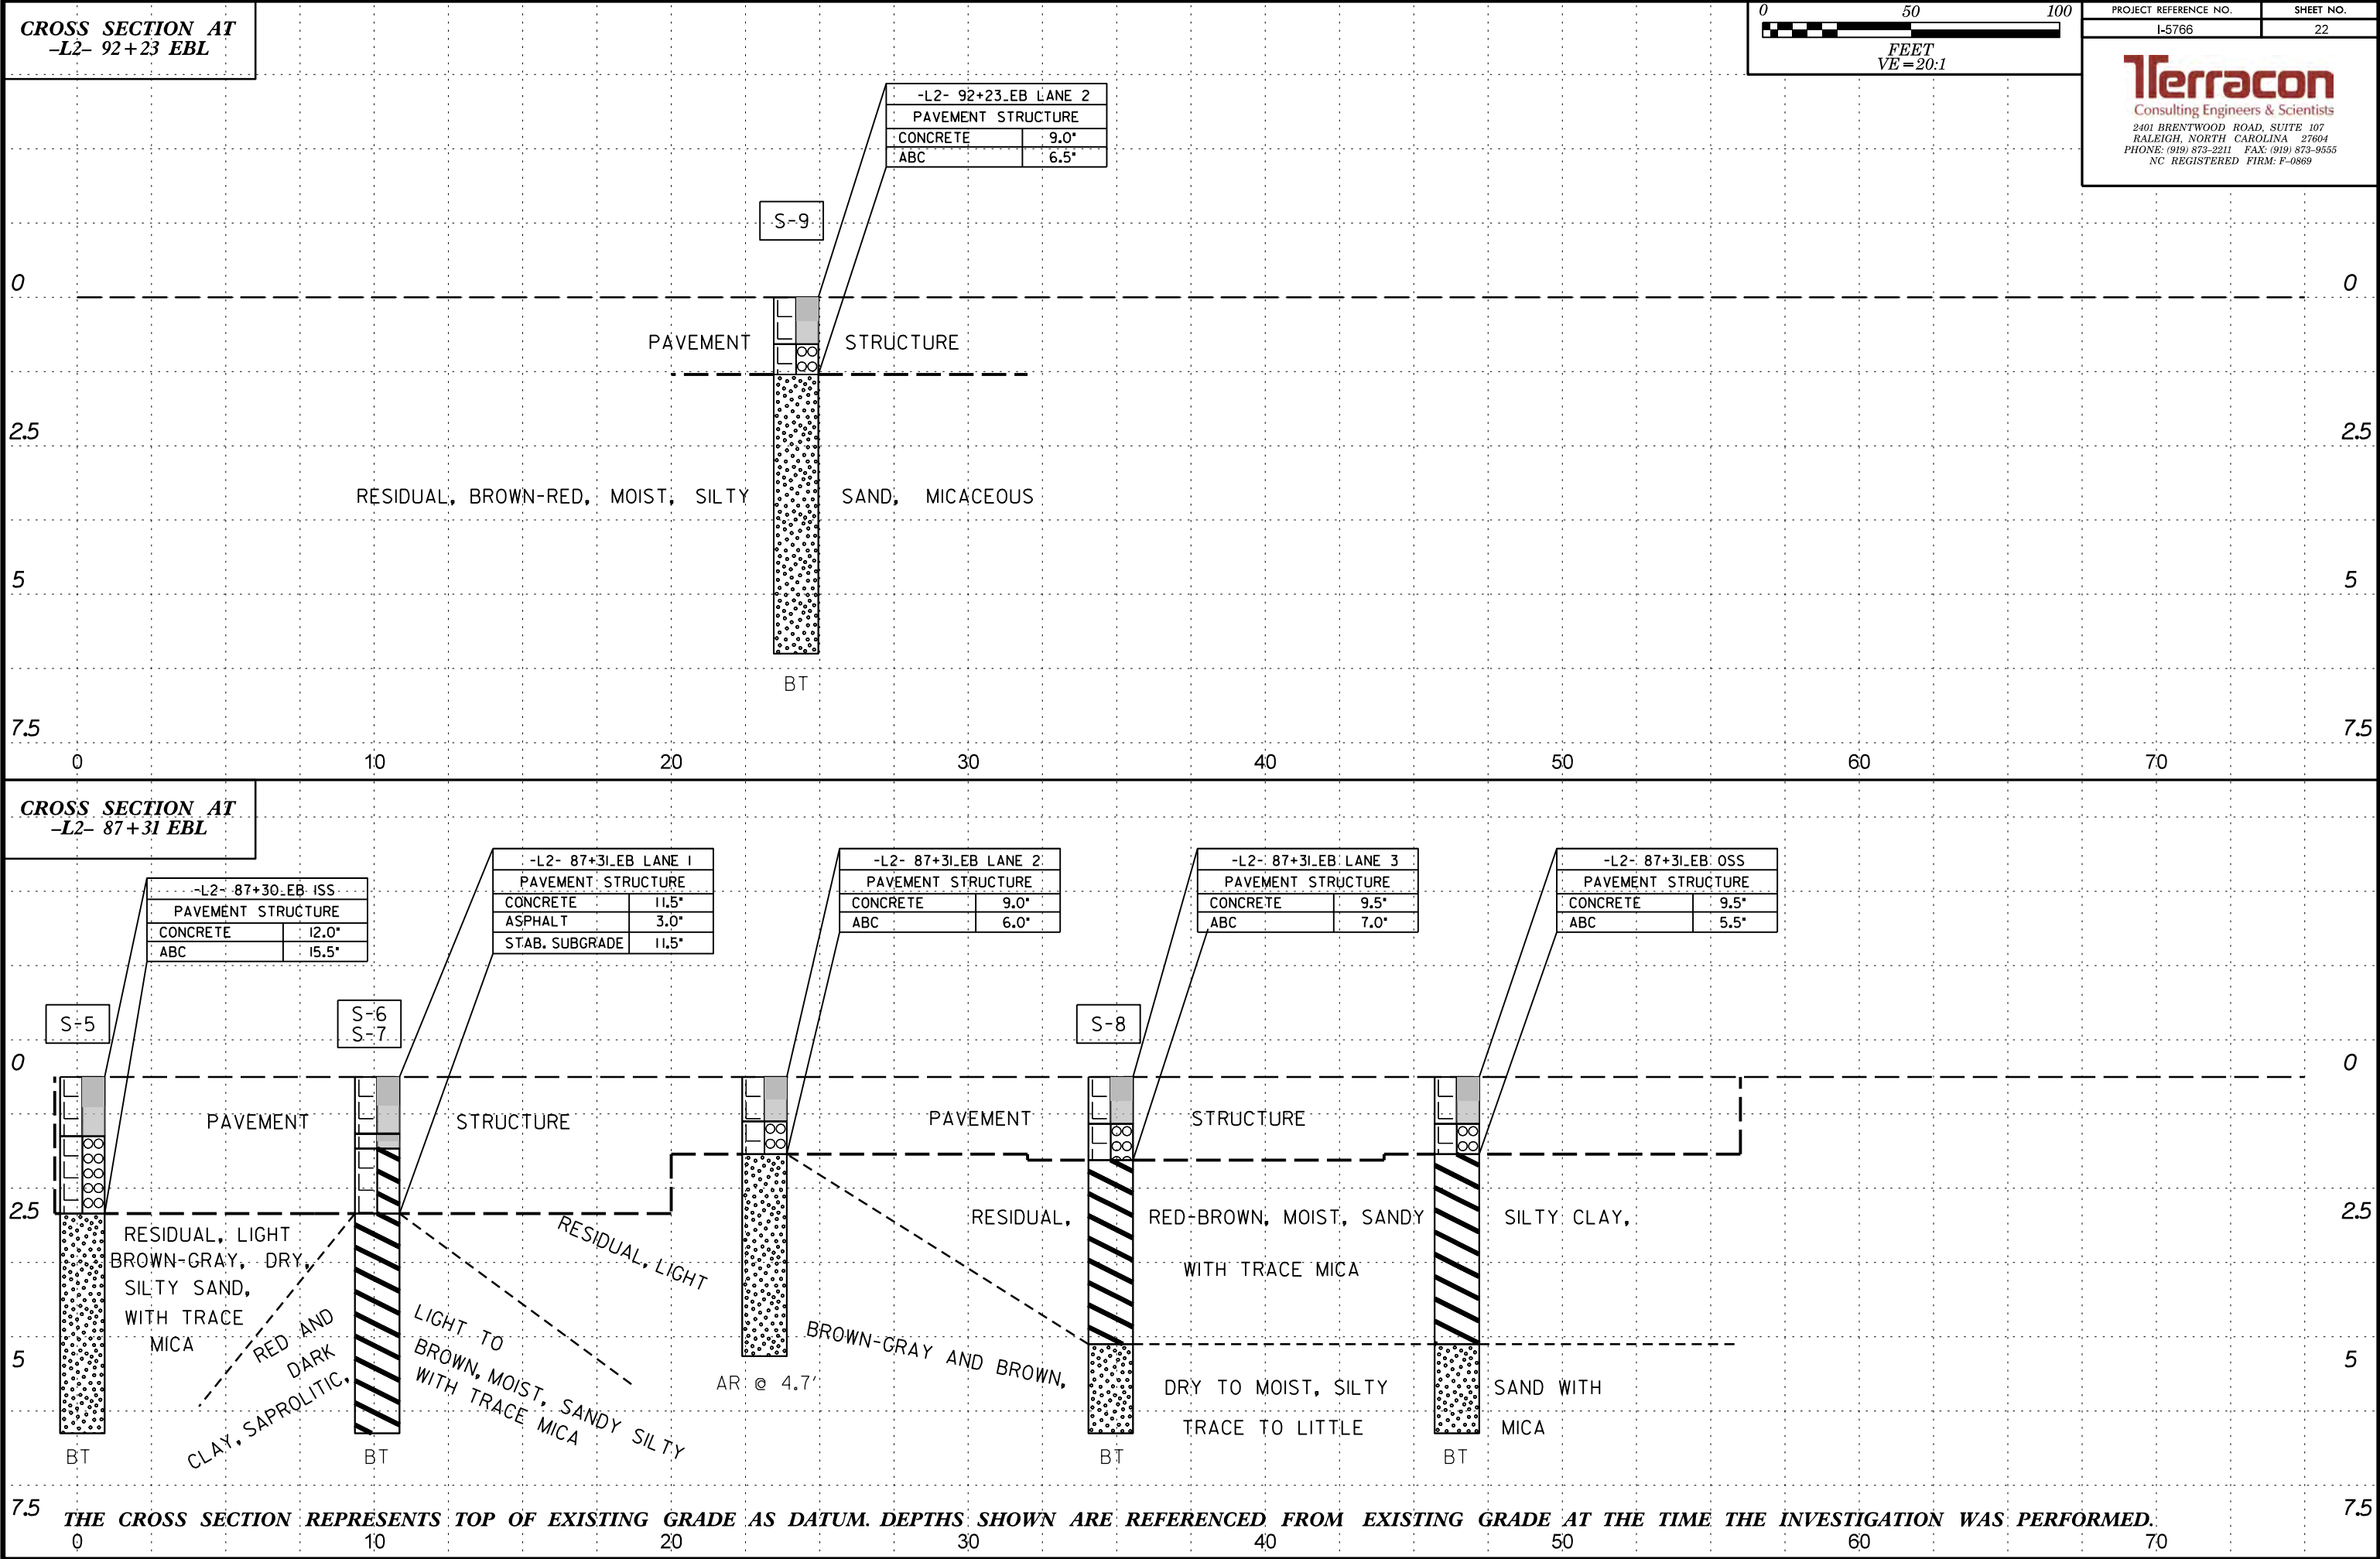 CROSS SECTION AT
–L2– 92+23 EBL
0 50 100
FEET
VE=20:1
PROJECT REFERENCE NO. SHEET NO.
I-5766 22
Terracon
Consulting Engineers & Scientists
2401 BRENTWOOD ROAD, SUITE 107
RALEIGH, NORTH CAROLINA 27604
PHONE: (919) 873-2211 FAX: (919) 873-9555
NC REGISTERED FIRM: F-0869
-L2- 92+23_EB LANE 2
PAVEMENT STRUCTURE
CONCRETE 9.0"
ABC 6.5"
S-9
0 0
PAVEMENT STRUCTURE
2.5 2.5
RESIDUAL, BROWN-RED, MOIST, SILTY SAND, MICACEOUS
5 5
BT
7.5 7.5
0 10 20 30 40 50 60 70
CROSS SECTION AT
–L2– 87+31 EBL
-L2- 87+30_EB ISS
PAVEMENT STRUCTURE
CONCRETE 12.0"
ABC 15.5"
-L2- 87+31_EB LANE 1
PAVEMENT STRUCTURE
CONCRETE 11.5"
ASPHALT 3.0"
STAB. SUBGRADE 11.5"
-L2- 87+31_EB LANE 2
PAVEMENT STRUCTURE
CONCRETE 9.0"
ABC 6.0"
-L2- 87+31_EB LANE 3
PAVEMENT STRUCTURE
CONCRETE 9.5"
ABC 7.0"
-L2- 87+31_EB OSS
PAVEMENT STRUCTURE
CONCRETE 9.5"
ABC 5.5"
S-5
S-6
S-7
S-8
0 0
PAVEMENT STRUCTURE
PAVEMENT STRUCTURE
2.5 2.5
RESIDUAL, LIGHT
BROWN-GRAY, DRY,
SILTY SAND,
WITH TRACE
MICA
RED AND
DARK
CLAY, SAPROLITIC,
LIGHT TO
BROWN, MOIST, SANDY SILTY
WITH TRACE MICA
RESIDUAL, LIGHT
BROWN-GRAY AND BROWN,
RESIDUAL, RED-BROWN, MOIST, SANDY SILTY CLAY,
WITH TRACE MICA
5 5
AR @ 4.7'
DRY TO MOIST, SILTY SAND WITH
TRACE TO LITTLE MICA
BT BT BT BT
7.5 7.5
THE CROSS SECTION REPRESENTS TOP OF EXISTING GRADE AS DATUM. DEPTHS SHOWN ARE REFERENCED FROM EXISTING GRADE AT THE TIME THE INVESTIGATION WAS PERFORMED.
0 10 20 30 40 50 60 70